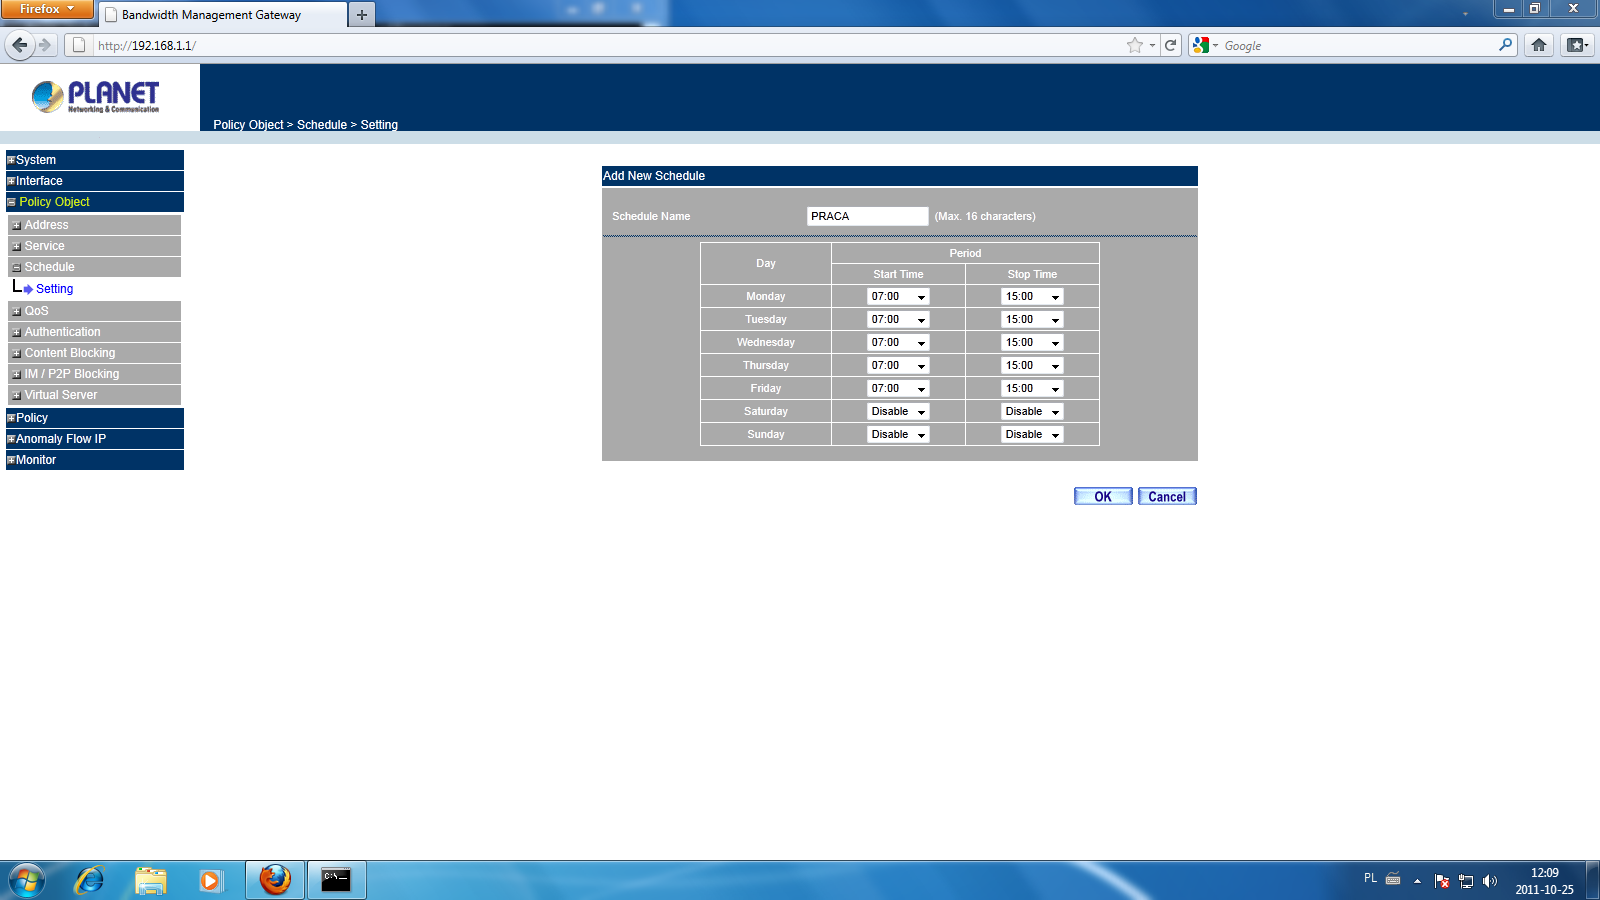 Firefox
Bandwidth Management Gateway
http://192.168.1.1/
Google
PLANET
Networking & Communication
Policy Object > Schedule > Setting
System
Interface
Policy Object
Address
Service
Schedule
Setting
QoS
Authentication
Content Blocking
IM / P2P Blocking
Virtual Server
Policy
Anomaly Flow IP
Monitor
Add New Schedule
Schedule Name PRACA (Max. 16 characters)
Day Period
Start Time Stop Time
Monday 07:00 15:00
Tuesday 07:00 15:00
Wednesday 07:00 15:00
Thursday 07:00 15:00
Friday 07:00 15:00
Saturday Disable Disable
Sunday Disable Disable
OK Cancel
C:\
PL
12:09
2011-10-25